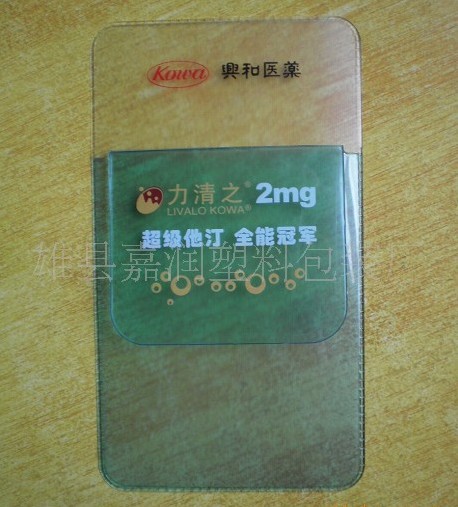 Kowa 興和医薬
力清之® 2mg
LIVALO KOWA®
超级他汀 全能冠军
雄县嘉润塑料包装